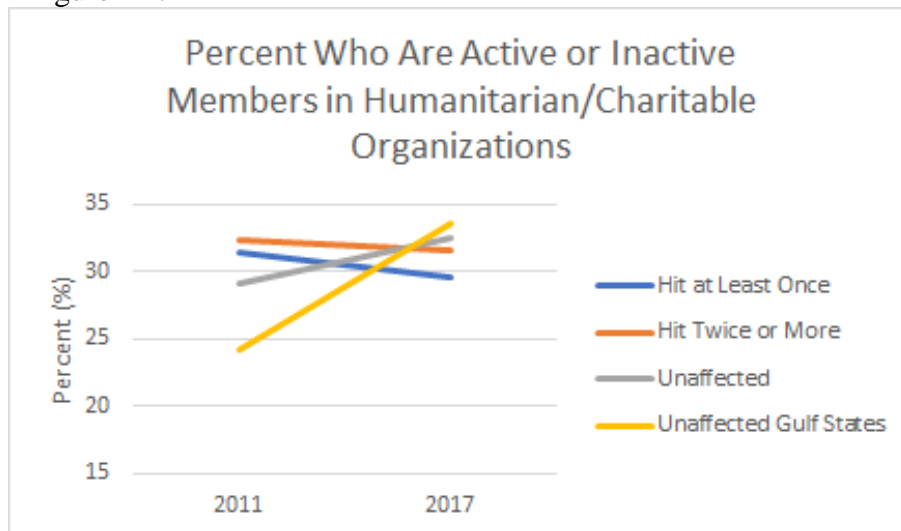 Percent Who Are Active or Inactive
Members in Humanitarian/Charitable
Organizations
Percent (%)
35
30
25
20
15
2011 2017
Hit at Least Once
Hit Twice or More
Unaffected
Unaffected Gulf States